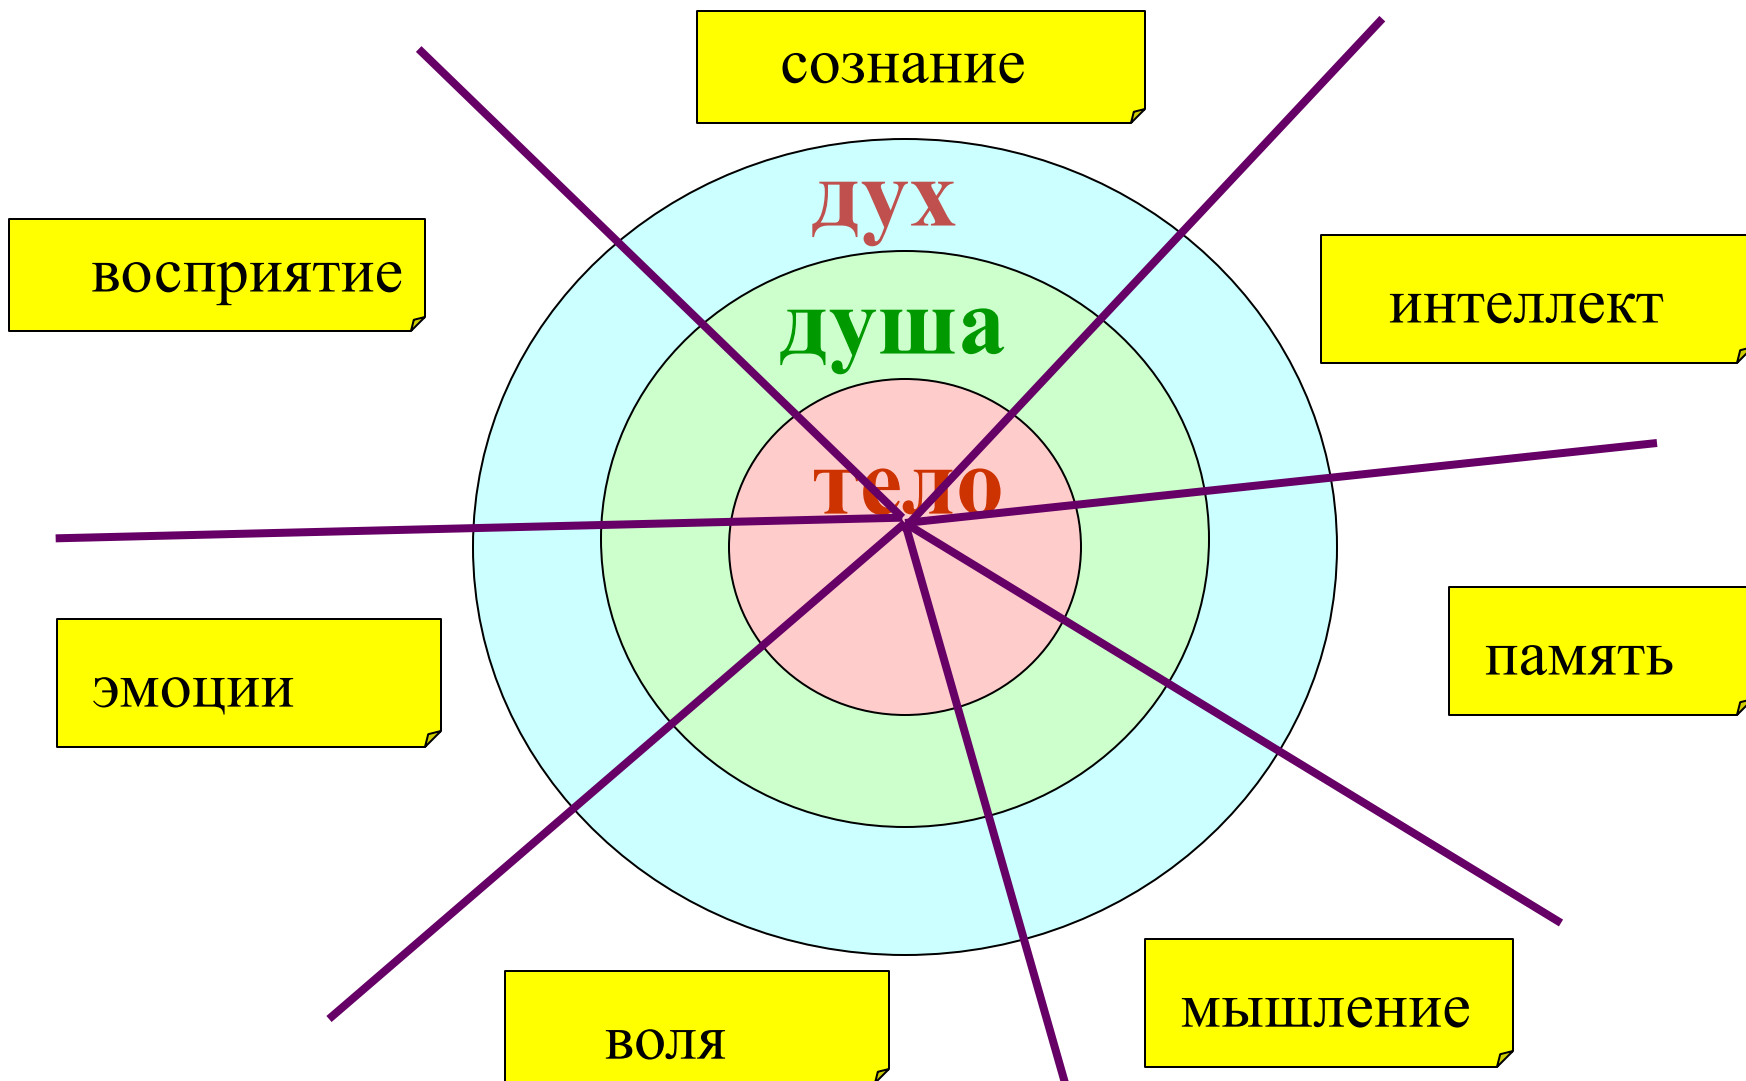 сознание
дух
восприятие
интеллект
душа
тело
эмоции
память
мышление
воля